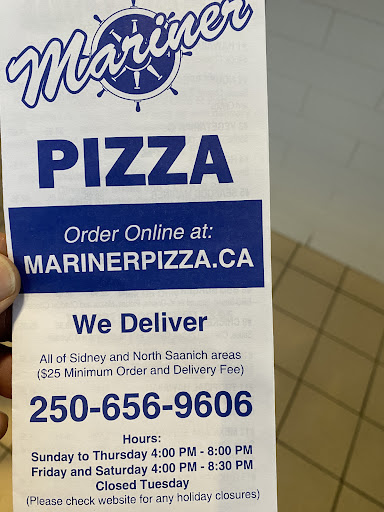 Mariner
PIZZA
Order Online at:
MARINERPIZZA.CA
We Deliver
All of Sidney and North Saanich areas
($25 Minimum Order and Delivery Fee)
250-656-9606
Hours:
Sunday to Thursday 4:00 PM - 8:00 PM
Friday and Saturday 4:00 PM - 8:30 PM
Closed Tuesday
(Please check website for any holiday closures)